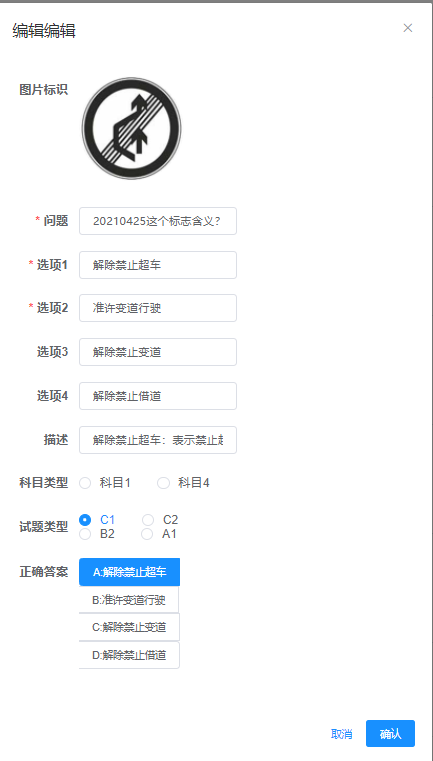 编辑编辑
图片标识
* 问题 20210425这个标志含义?
* 选项1 解除禁止超车
* 选项2 准许变道行驶
选项3 解除禁止变道
选项4 解除禁止借道
描述 解除禁止超车：表示禁止
科目类型 科目1 科目4
试题类型 C1 C2
B2 A1
正确答案 A:解除禁止超车
B:准许变道行驶
C:解除禁止变道
D:解除禁止借道
取消 确认